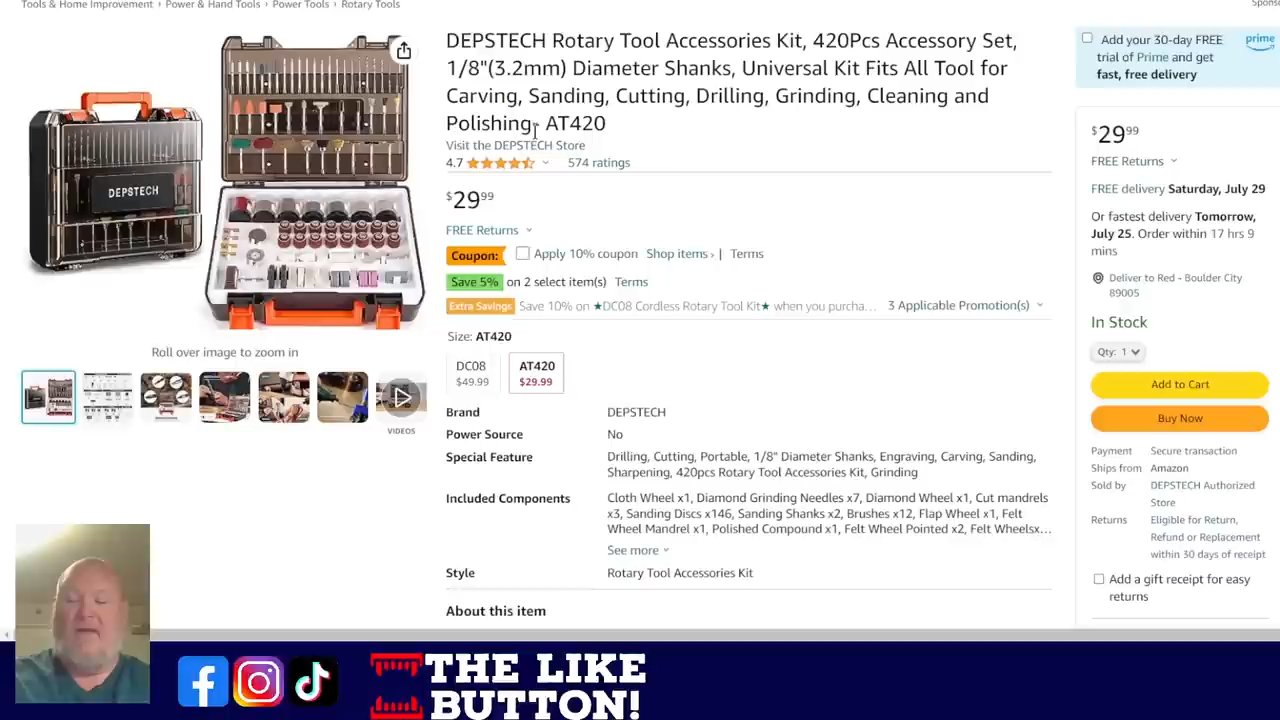 Tools & Home Improvement › Power & Hand Tools › Power Tools › Rotary Tools
DEPSTECH
Roll over image to zoom in
VIDEOS
DEPSTECH Rotary Tool Accessories Kit, 420Pcs Accessory Set,
1/8"(3.2mm) Diameter Shanks, Universal Kit Fits All Tool for
Carving, Sanding, Cutting, Drilling, Grinding, Cleaning and
Polishing- AT420
Visit the DEPSTECH Store
4.7 574 ratings
$2999
FREE Returns
Coupon: Apply 10% coupon Shop items › | Terms
Save 5% on 2 select item(s) Terms
Extra Savings Save 10% on ★DC08 Cordless Rotary Tool Kit★ when you purcha… 3 Applicable Promotion(s)
Size: AT420
DC08 AT420
$49.99 $29.99
Brand DEPSTECH
Power Source No
Special Feature Drilling, Cutting, Portable, 1/8" Diameter Shanks, Engraving, Carving, Sanding,
Sharpening, 420pcs Rotary Tool Accessories Kit, Grinding
Included Components Cloth Wheel x1, Diamond Grinding Needles x7, Diamond Wheel x1, Cut mandrels
x3, Sanding Discs x146, Sanding Shanks x2, Brushes x12, Flap Wheel x1, Felt
Wheel Mandrel x1, Polished Compound x1, Felt Wheel Pointed x2, Felt Wheelsx…
See more
Style Rotary Tool Accessories Kit
About this item
Spons
Add your 30-day FREE prime
trial of Prime and get
fast, free delivery
$2999
FREE Returns
FREE delivery Saturday, July 29
Or fastest delivery Tomorrow,
July 25. Order within 17 hrs 9
mins
Deliver to Red - Boulder City
89005
In Stock
Qty: 1
Add to Cart
Buy Now
Payment Secure transaction
Ships from Amazon
Sold by DEPSTECH Authorized
Store
Returns Eligible for Return,
Refund or Replacement
within 30 days of receipt
Add a gift receipt for easy
returns
THE LIKE
BUTTON!